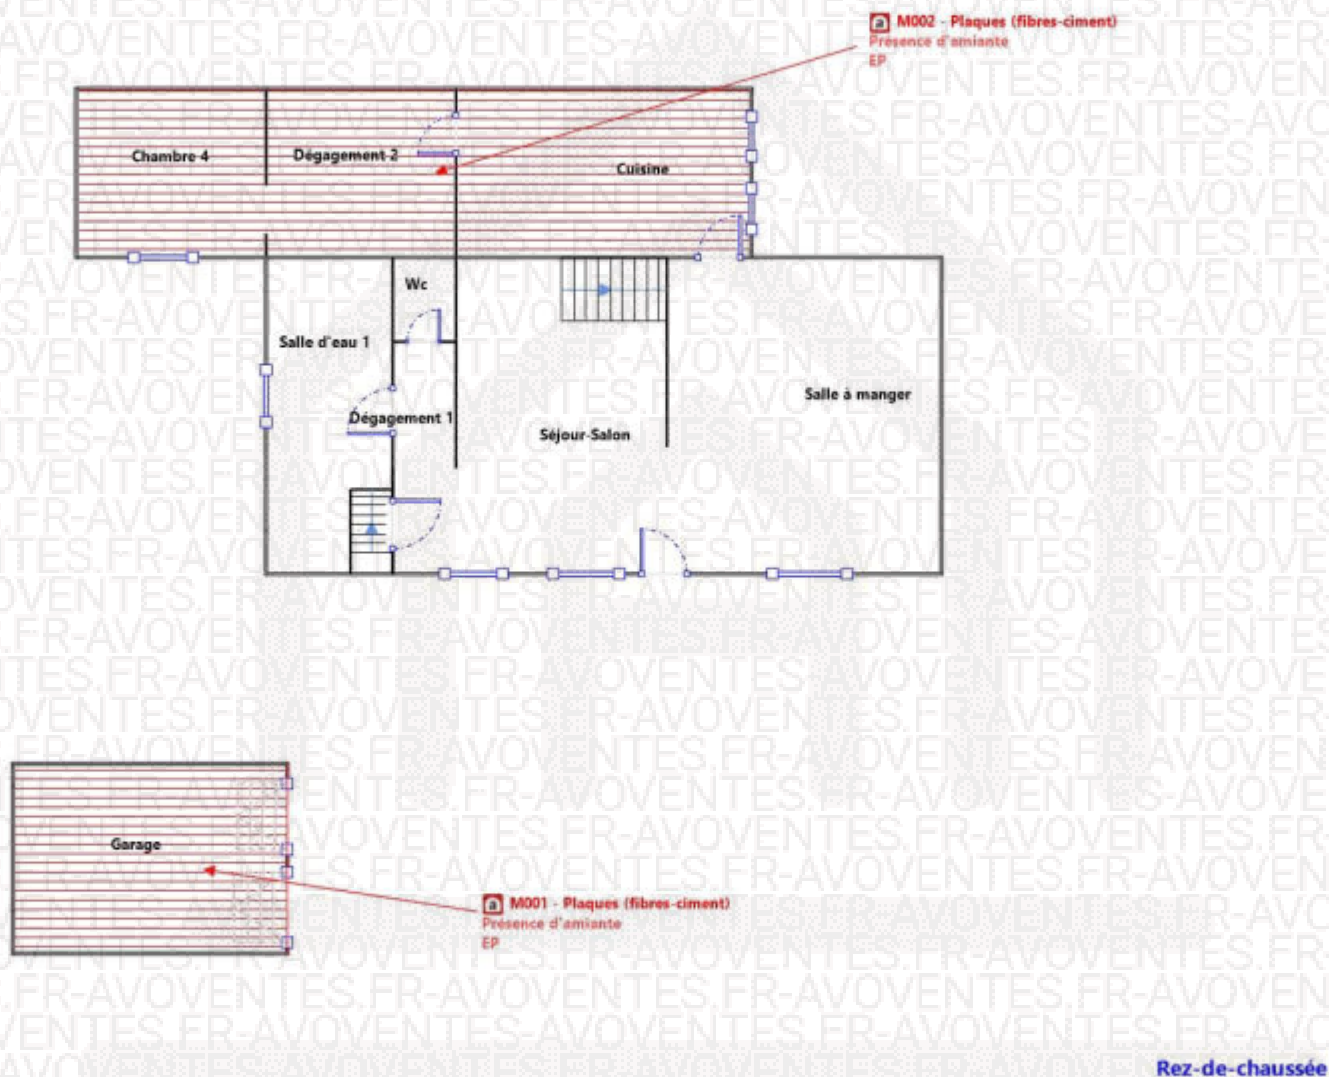 M002 - Plaques (fibres-ciment)
Présence d'amiante
EP
Chambre 4
Dégagement 2
Cuisine
Wc
Salle d'eau 1
Salle à manger
Dégagement 1
Séjour-Salon
Garage
a M001 - Plaques (fibres-ciment)
Présence d'amiante
EP
Rez-de-chaussée